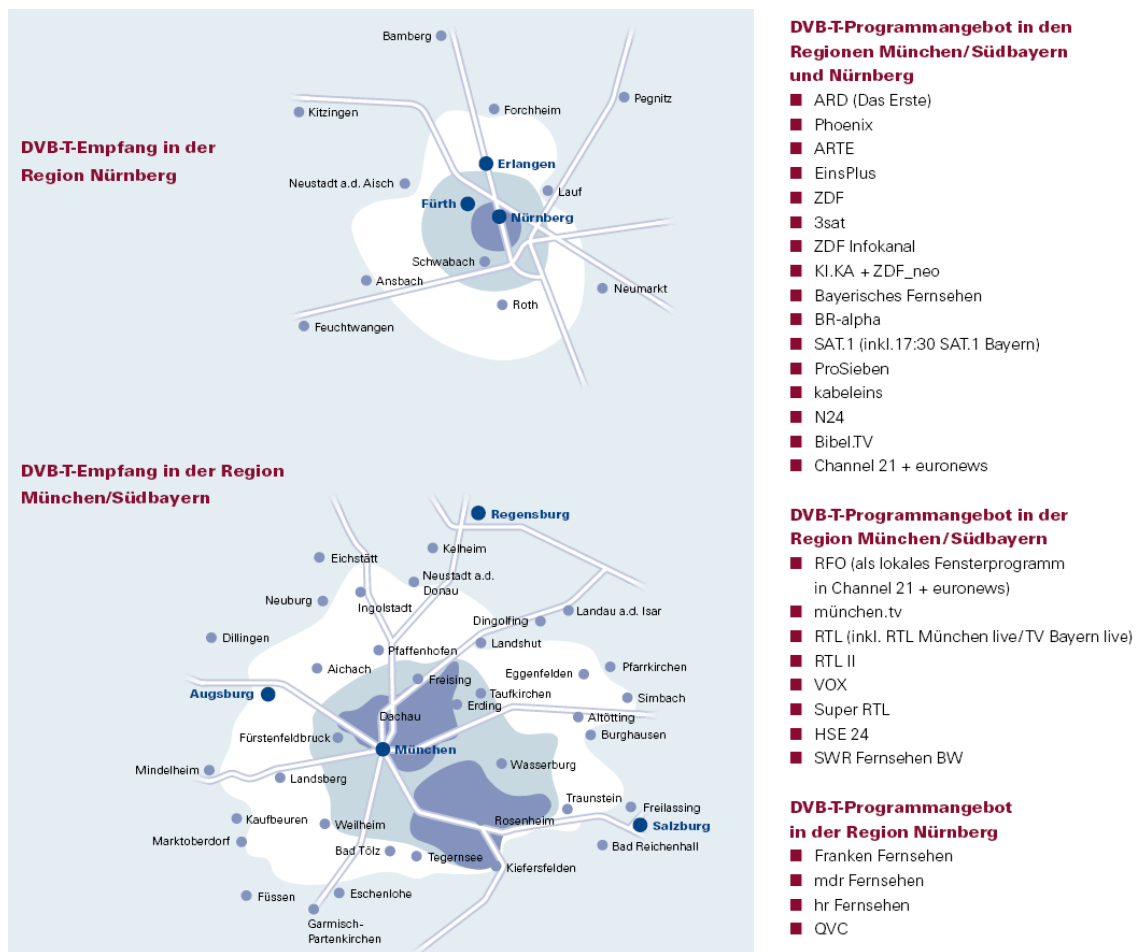 DVB-T-Empfang in der
Region Nürnberg
Bamberg
Pegnitz
Kitzingen
Forchheim
Erlangen
Neustadt a.d. Aisch
Lauf
Fürth
Nürnberg
Schwabach
Ansbach
Neumarkt
Roth
Feuchtwangen
DVB-T-Empfang in der Region
München/Südbayern
Regensburg
Kelheim
Eichstätt
Neustadt a.d.
Donau
Neuburg
Ingolstadt
Landau a.d. Isar
Dingolfing
Dillingen
Landshut
Pfaffenhofen
Aichach
Eggenfelden
Pfarrkirchen
Freising
Augsburg
Taufkirchen
Simbach
Erding
Dachau
Altötting
Fürstenfeldbruck
Burghausen
München
Mindelheim
Wasserburg
Landsberg
Traunstein
Freilassing
Kaufbeuren
Weilheim
Rosenheim
Salzburg
Marktoberdorf
Bad Tölz
Tegernsee
Bad Reichenhall
Kiefersfelden
Füssen
Eschenlohe
Garmisch-
Partenkirchen
DVB-T-Programmangebot in den
Regionen München/Südbayern
und Nürnberg
ARD (Das Erste)
Phoenix
ARTE
EinsPlus
ZDF
3sat
ZDF Infokanal
KI.KA + ZDF_neo
Bayerisches Fernsehen
BR-alpha
SAT.1 (inkl.17:30 SAT.1 Bayern)
ProSieben
kabeleins
N24
Bibel.TV
Channel 21 + euronews
DVB-T-Programmangebot in der
Region München/Südbayern
RFO (als lokales Fensterprogramm
in Channel 21 + euronews)
münchen.tv
RTL (inkl. RTL München live/TV Bayern live)
RTL II
VOX
Super RTL
HSE 24
SWR Fernsehen BW
DVB-T-Programmangebot
in der Region Nürnberg
Franken Fernsehen
mdr Fernsehen
hr Fernsehen
QVC